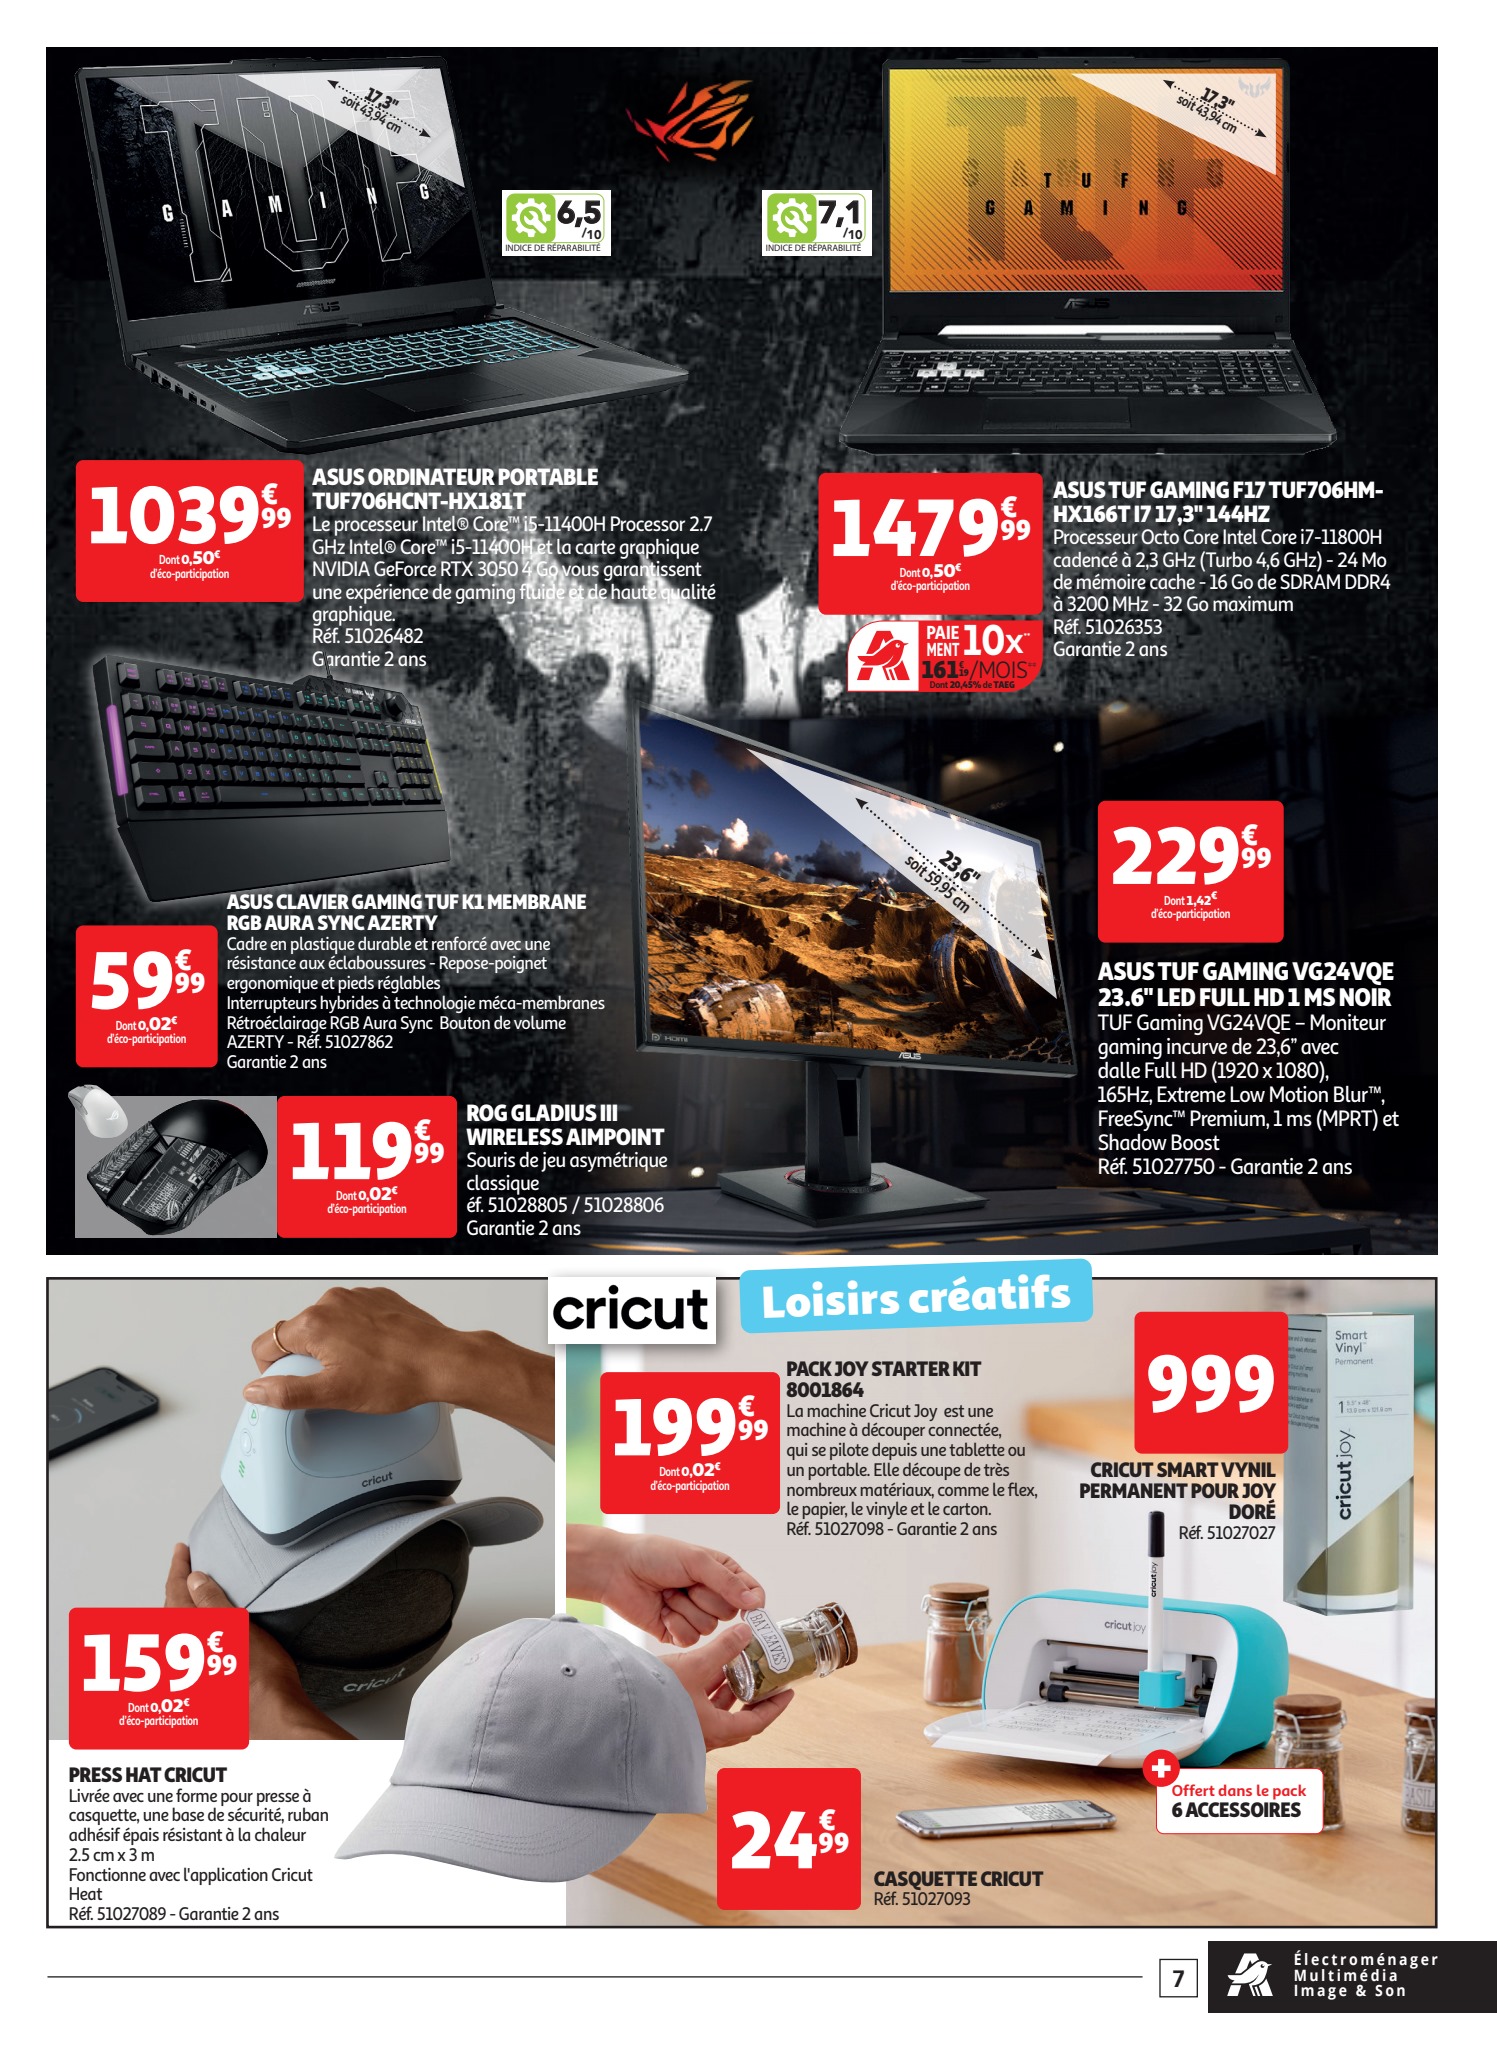 17,3"
soit 43,94 cm
GAMING
ASUS
6,5
/10
INDICE DE RÉPARABILITÉ
7,1
/10
INDICE DE RÉPARABILITÉ
17,3"
soit 43,94 cm
TUF
GAMING
ASUS
1039€99
Dont 0,50€
d'éco-participation
ASUS ORDINATEUR PORTABLE
TUF706HCNT-HX181T
Le processeur Intel® Core™ i5-11400H Processor 2.7
GHz Intel® Core™ i5-11400H et la carte graphique
NVIDIA GeForce RTX 3050 4 Go vous garantissent
une expérience de gaming fluide et de haute qualité
graphique.
Réf. 51026482
Garantie 2 ans
1479€99
Dont 0,50€
d'éco-participation
PAIE
MENT 10x**
161€,19/MOIS**
Dont 20,45% de TAEG
ASUS TUF GAMING F17 TUF706HM-
HX166T I7 17,3" 144HZ
Processeur Octo Core Intel Core i7-11800H
cadencé à 2,3 GHz (Turbo 4,6 GHz) - 24 Mo
de mémoire cache - 16 Go de SDRAM DDR4
à 3200 MHz - 32 Go maximum
Réf. 51026353
Garantie 2 ans
59€99
Dont 0,02€
d'éco-participation
ASUS CLAVIER GAMING TUF K1 MEMBRANE
RGB AURA SYNC AZERTY
Cadre en plastique durable et renforcé avec une
résistance aux éclaboussures - Repose-poignet
ergonomique et pieds réglables
Interrupteurs hybrides à technologie méca-membranes
Rétroéclairage RGB Aura Sync Bouton de volume
AZERTY - Réf. 51027862
Garantie 2 ans
23,6"
soit 59,95 cm
HDMI
ASUS
229€99
Dont 1,42€
d'éco-participation
ASUS TUF GAMING VG24VQE
23.6" LED FULL HD 1 MS NOIR
TUF Gaming VG24VQE – Moniteur
gaming incurve de 23,6” avec
dalle Full HD (1920 x 1080),
165Hz, Extreme Low Motion Blur™,
FreeSync™ Premium, 1 ms (MPRT) et
Shadow Boost
Réf. 51027750 - Garantie 2 ans
119€99
Dont 0,02€
d'éco-participation
ROG GLADIUS III
WIRELESS AIMPOINT
Souris de jeu asymétrique
classique
éf. 51028805 / 51028806
Garantie 2 ans
cricut
Loisirs créatifs
cricut
cricut
199€99
Dont 0,02€
d'éco-participation
PACK JOY STARTER KIT
8001864
La machine Cricut Joy est une
machine à découper connectée,
qui se pilote depuis une tablette ou
un portable. Elle découpe de très
nombreux matériaux, comme le flex,
le papier, le vinyle et le carton.
Réf. 51027098 - Garantie 2 ans
999
CRICUT SMART VYNIL
PERMANENT POUR JOY
DORÉ
Réf. 51027027
Smart
Vinyl™
Permanent
cricut joy
cricut joy
cricut joy
BAY LEAVES
159€99
Dont 0,02€
d'éco-participation
PRESS HAT CRICUT
Livrée avec une forme pour presse à
casquette, une base de sécurité, ruban
adhésif épais résistant à la chaleur
2.5 cm x 3 m
Fonctionne avec l'application Cricut
Heat
Réf. 51027089 - Garantie 2 ans
24€99
CASQUETTE CRICUT
Réf. 51027093
+
Offert dans le pack
6 ACCESSOIRES
7
Électroménager
Multimédia
Image & Son